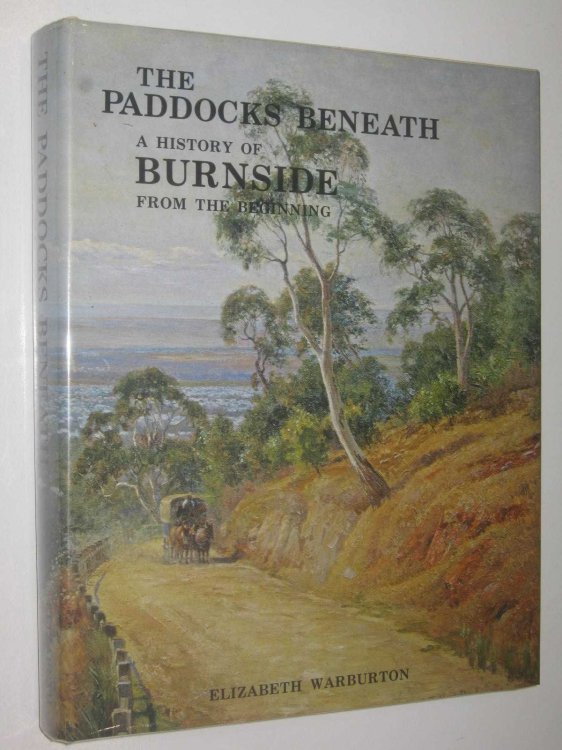 THE
PADDOCKS BENEATH
A HISTORY OF
BURNSIDE
FROM THE BEGINNING
ELIZABETH WARBURTON
THE PADDOCKS BENEATH